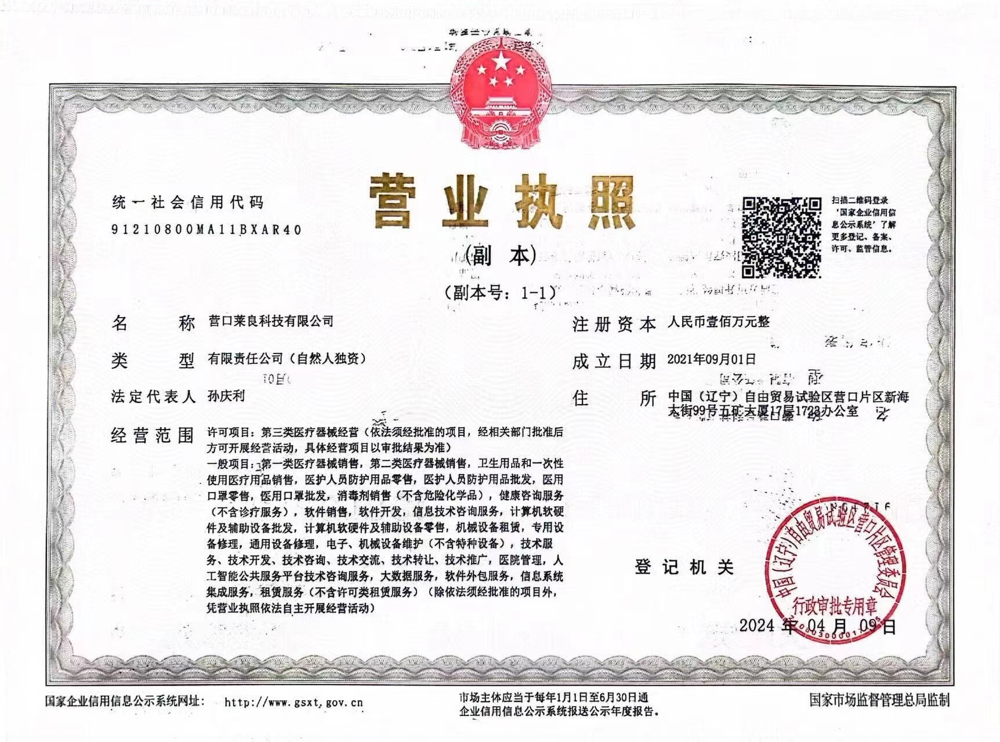 营业执照
(副 本)
（副本号：1-1）
统一社会信用代码
91210800MA11BXAR40
扫描二维码登录
‘国家企业信用信
息公示系统’了解
更多登记、备案、
许可、监管信息。
名 称 营口莱良科技有限公司
类 型 有限责任公司（自然人独资）
法定代表人 孙庆利
经营范围 许可项目：第三类医疗器械经营（依法须经批准的项目，经相关部门批准后
方可开展经营活动，具体经营项目以审批结果为准）
一般项目：第一类医疗器械销售，第二类医疗器械销售，卫生用品和一次性
使用医疗用品销售，医护人员防护用品零售，医护人员防护用品批发，医用
口罩零售，医用口罩批发，消毒剂销售（不含危险化学品），健康咨询服务
（不含诊疗服务），软件销售，软件开发，信息技术咨询服务，计算机软硬
件及辅助设备批发，计算机软硬件及辅助设备零售，机械设备租赁，专用设
备修理，通用设备修理，电子、机械设备维护（不含特种设备），技术服
务、技术开发、技术咨询、技术交流、技术转让、技术推广，医院管理，人
工智能公共服务平台技术咨询服务，大数据服务，软件外包服务，信息系统
集成服务，租赁服务（不含许可类租赁服务）（除依法须经批准的项目外，
凭营业执照依法自主开展经营活动）
注册资本 人民币壹佰万元整
成立日期 2021年09月01日
住 所 中国（辽宁）自由贸易试验区营口片区新海
大街99号五矿大厦17层1723办公室
登记机关
中国(辽宁)自由贸易试验区营口片区管理委员会
行政审批专用章
2024 年 04 月 09 日
国家企业信用信息公示系统网址： http://www.gsxt.gov.cn
市场主体应当于每年1月1日至6月30日通
企业信用信息公示系统报送公示年度报告。
国家市场监督管理总局监制